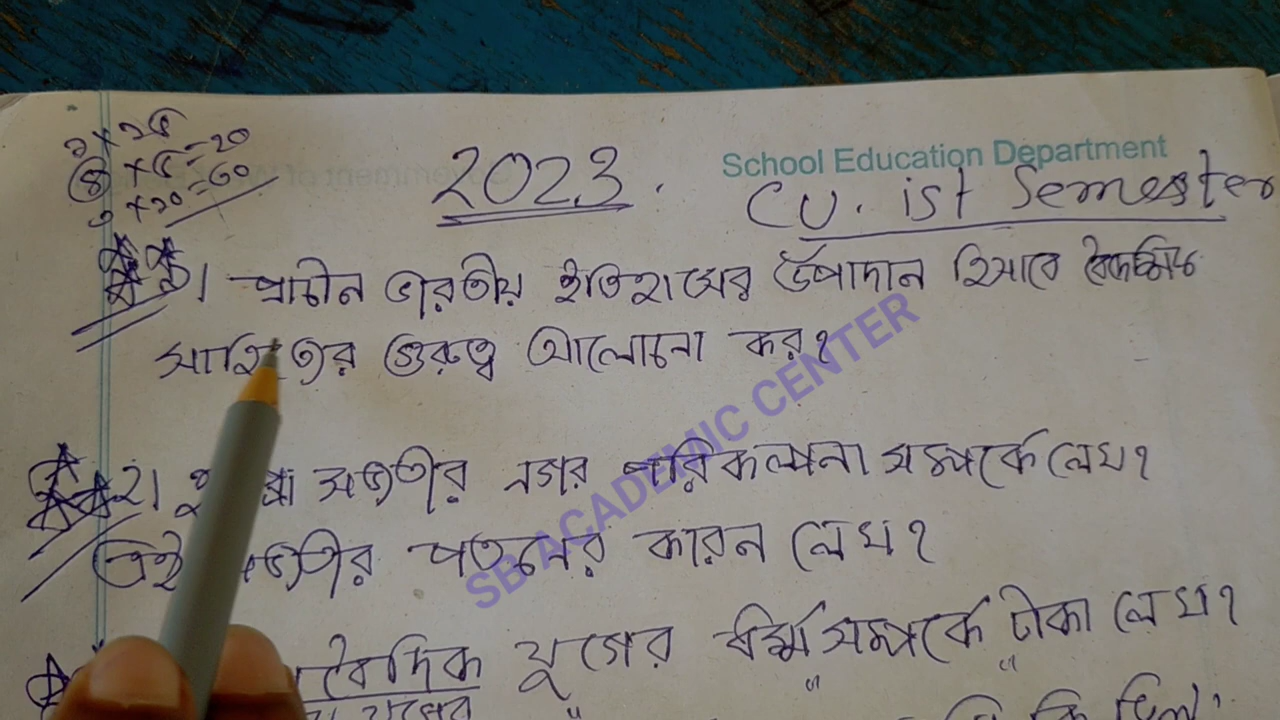 2023.
School Education Department
CU. 1st Semester
১। প্রাচীন ভারতীয় ইতিহাসের উপাদান হিসাবে
সাহিত্যের গুরুত্ব আলোচনা কর?
২। সভ্যতার নগর পরিকল্পনা সম্পর্কে লেখ?
এই সভ্যতার পতনের কারন লেখ?
বৈদিক যুগের ধর্ম সম্পর্কে টীকা লেখ?
যুগের
SB ACADEMIC CENTER